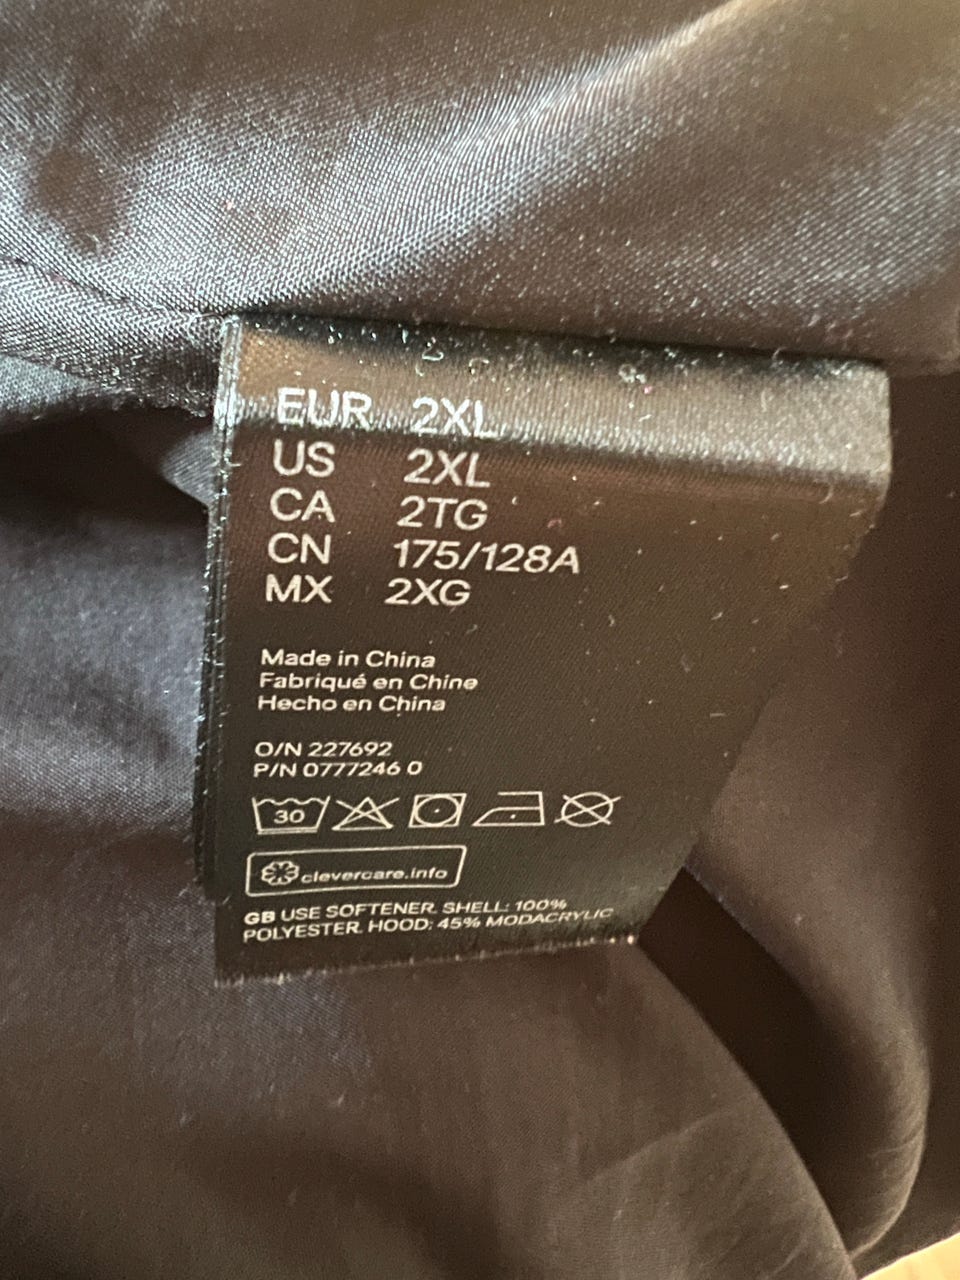 EUR 2XL
US 2XL
CA 2TG
CN 175/128A
MX 2XG
Made in China
Fabriqué en Chine
Hecho en China
O/N 227692
P/N 0777246 0
30
clevercare.info
GB USE SOFTENER. SHELL: 100%
POLYESTER. HOOD: 45% MODACRYLIC